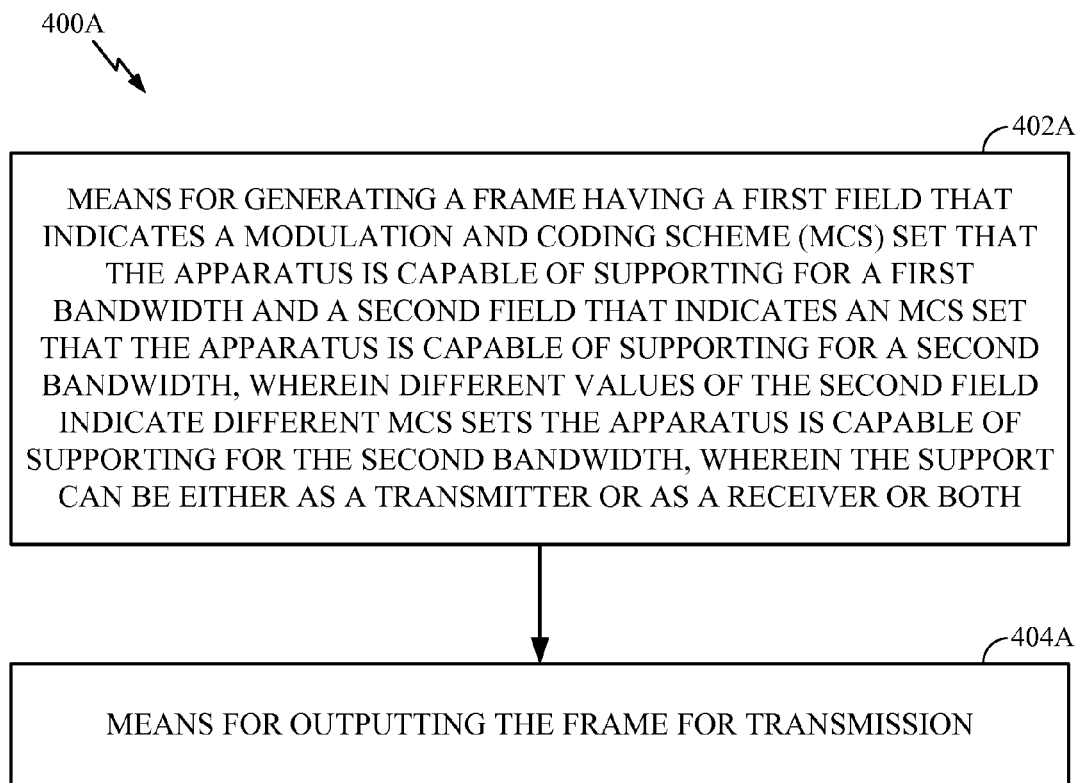 400A
402A
MEANS FOR GENERATING A FRAME HAVING A FIRST FIELD THAT
INDICATES A MODULATION AND CODING SCHEME (MCS) SET THAT
THE APPARATUS IS CAPABLE OF SUPPORTING FOR A FIRST
BANDWIDTH AND A SECOND FIELD THAT INDICATES AN MCS SET
THAT THE APPARATUS IS CAPABLE OF SUPPORTING FOR A SECOND
BANDWIDTH, WHEREIN DIFFERENT VALUES OF THE SECOND FIELD
INDICATE DIFFERENT MCS SETS THE APPARATUS IS CAPABLE OF
SUPPORTING FOR THE SECOND BANDWIDTH, WHEREIN THE SUPPORT
CAN BE EITHER AS A TRANSMITTER OR AS A RECEIVER OR BOTH
404A
MEANS FOR OUTPUTTING THE FRAME FOR TRANSMISSION